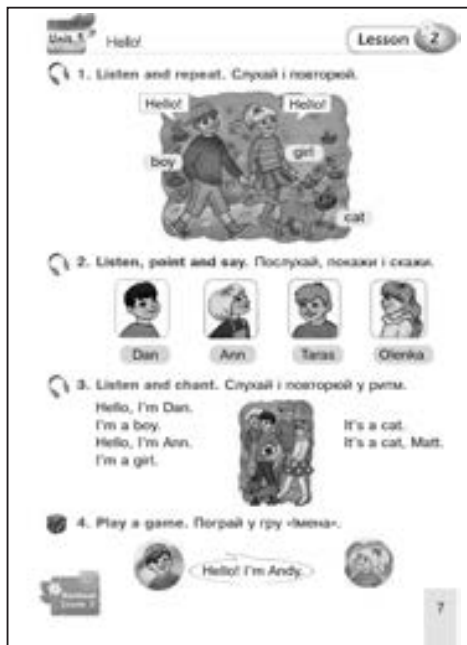 Unit 1
Hello!
Lesson 2
1. Listen and repeat. Слухай і повторюй.
Hello!
Hello!
boy
girl
cat
2. Listen, point and say. Послухай, покажи і скажи.
Dan
Ann
Taras
Olenka
3. Listen and chant. Слухай і повторюй у ритм.
Hello, I'm Dan.
I'm a boy.
Hello, I'm Ann.
I'm a girl.
It's a cat.
It's a cat, Matt.
4. Play a game. Пограй у гру «Імена».
Hello! I'm Andy.
7